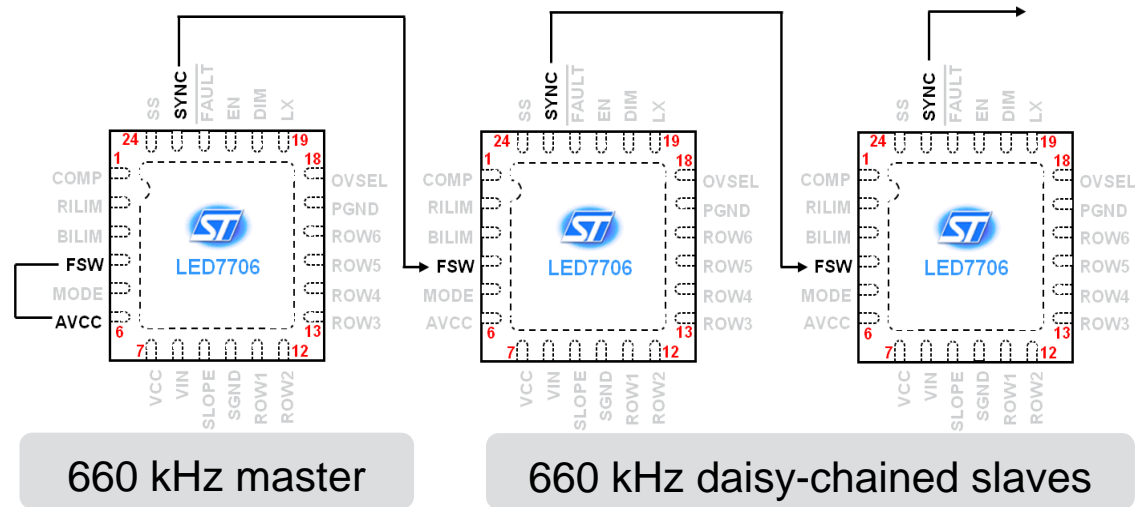 SS SYNC FAULT EN DIM LX
24 19
1 18
COMP OVSEL
RILIM PGND
BILIM ROW6
FSW ROW5
MODE ROW4
AVCC ROW3
6 13
7 12
VCC VIN SLOPE SGND ROW1 ROW2
ST
LED7706
SS SYNC FAULT EN DIM LX
24 19
1 18
COMP OVSEL
RILIM PGND
BILIM ROW6
FSW ROW5
MODE ROW4
AVCC ROW3
6 13
7 12
VCC VIN SLOPE SGND ROW1 ROW2
ST
LED7706
SS SYNC FAULT EN DIM LX
24 19
1 18
COMP OVSEL
RILIM PGND
BILIM ROW6
FSW ROW5
MODE ROW4
AVCC ROW3
6 13
7 12
VCC VIN SLOPE SGND ROW1 ROW2
ST
LED7706
660 kHz master
660 kHz daisy-chained slaves